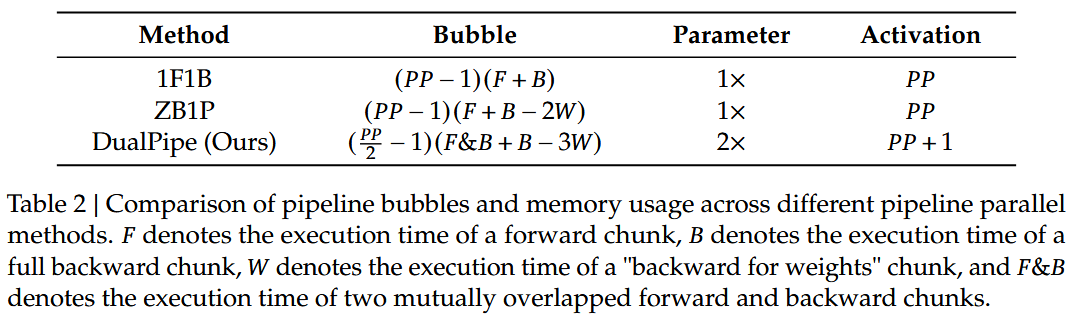 Method Bubble Parameter Activation
1F1B (PP − 1)(F + B) 1× PP
ZB1P (PP − 1)(F + B − 2W) 1× PP
DualPipe (Ours) (PP/2 − 1)(F&B + B − 3W) 2× PP + 1
Table 2 | Comparison of pipeline bubbles and memory usage across different pipeline parallel
methods. F denotes the execution time of a forward chunk, B denotes the execution time of a
full backward chunk, W denotes the execution time of a "backward for weights" chunk, and F&B
denotes the execution time of two mutually overlapped forward and backward chunks.